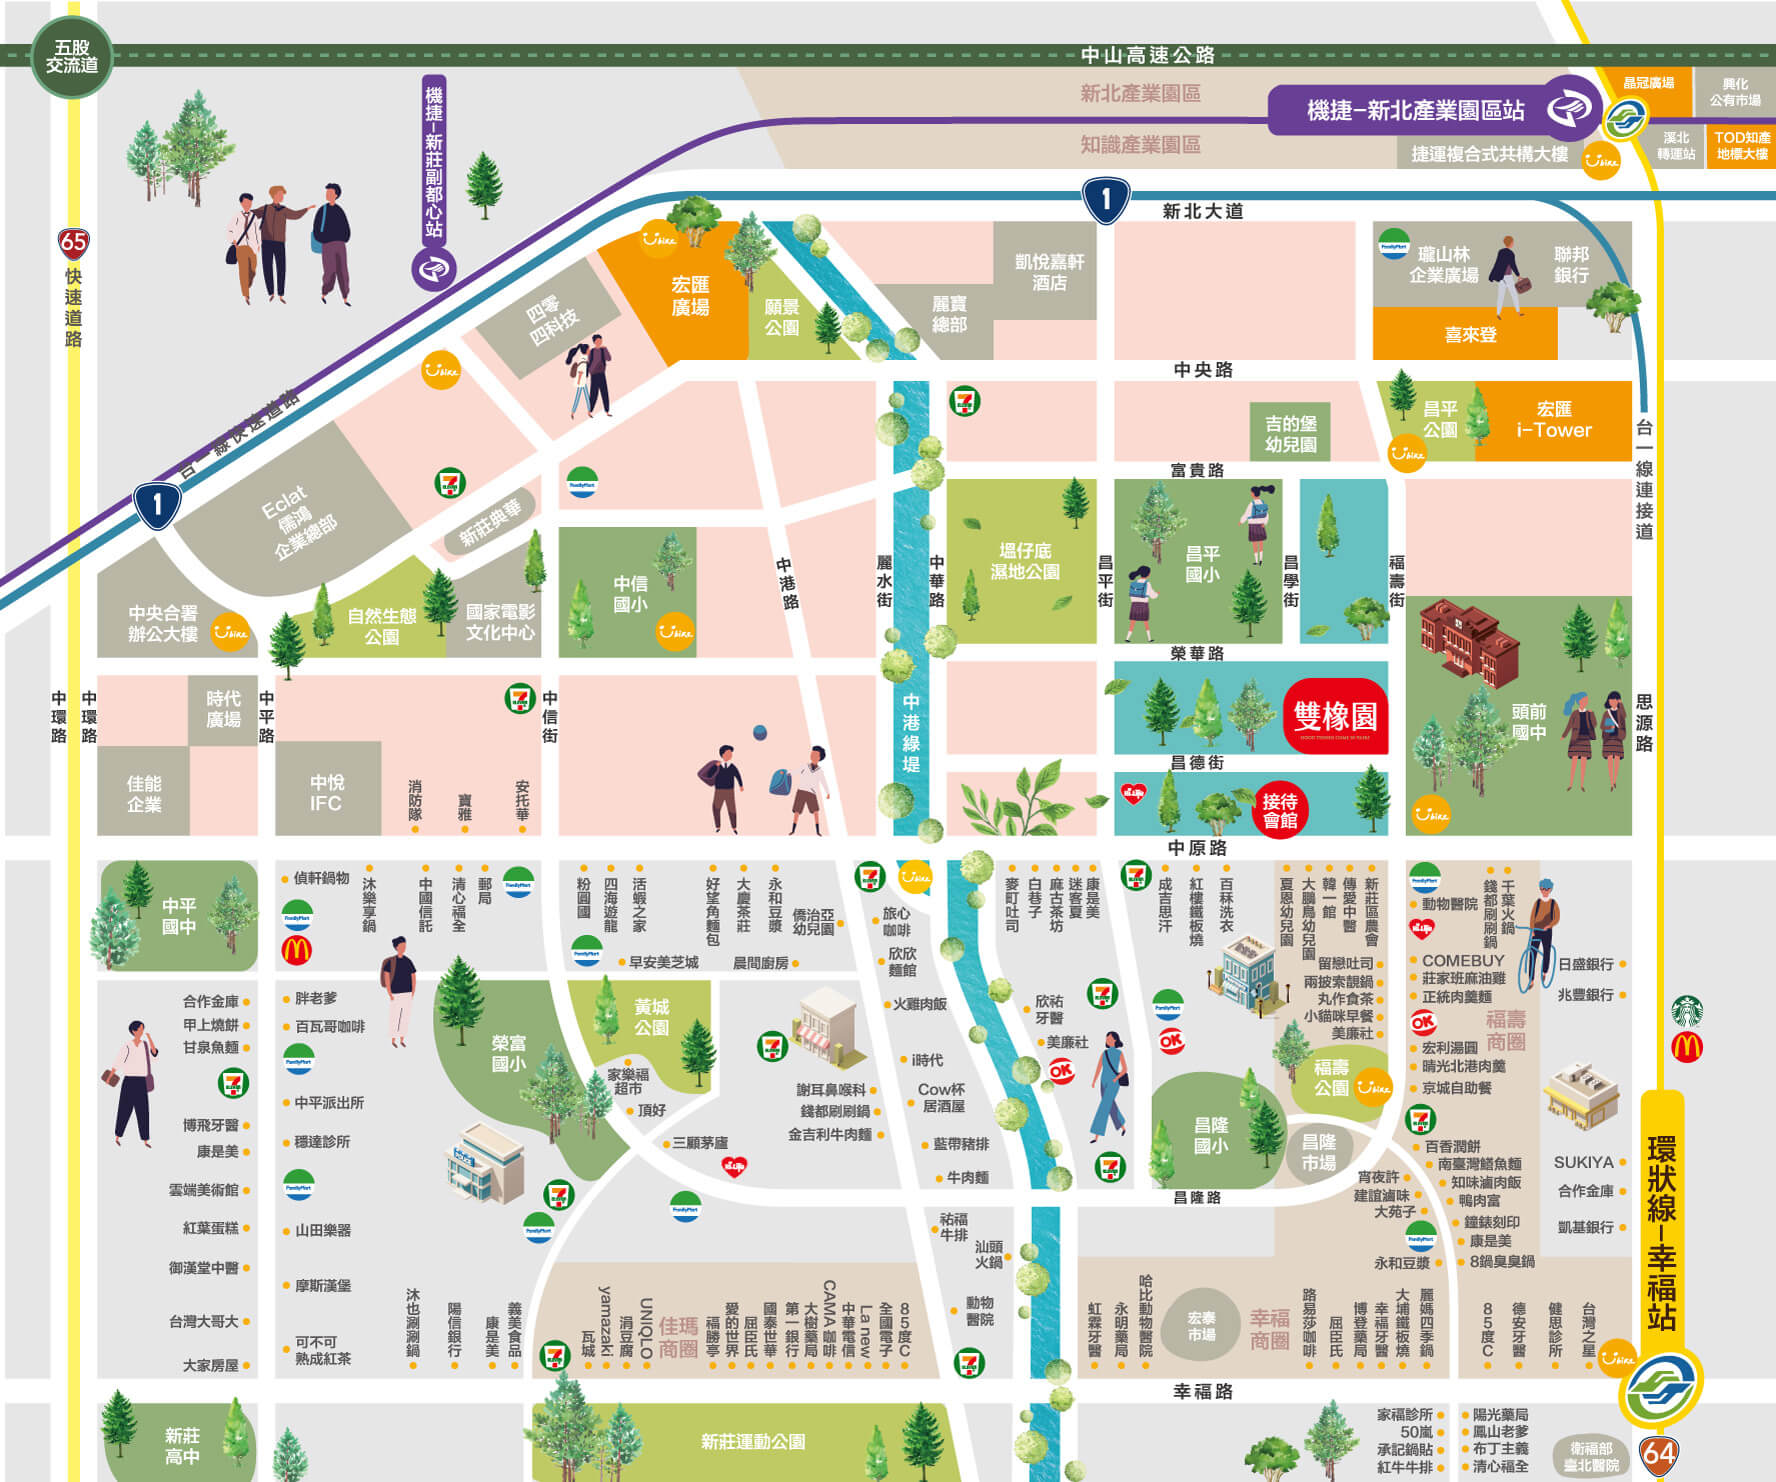 五股
交流道
中山高速公路
新北產業園區
知識產業園區
機捷–新北產業園區站
捷運複合式共構大樓
晶冠廣場
興化
公有市場
溪北
轉運站
TOD知產
地標大樓
機捷–新莊副都心站
65
快速道路
1
新北大道
宏匯
廣場
願景
公園
四零
四科技
麗寶
總部
凱悅嘉軒
酒店
瓏山林
企業廣場
聯邦
銀行
喜來登
中央路
台一線快速道路
1
Eclat
儒鴻
企業總部
新莊典華
吉的堡
幼兒園
昌平
公園
宏匯
i–Tower
台一線連接道
富貴路
中央合署
辦公大樓
自然生態
公園
國家電影
文化中心
中信
國小
中港路
麗水街
中華路
塭仔底
濕地公園
昌平街
昌平
國小
昌學街
福壽街
榮華路
中環路
中環路
時代
廣場
中平路
中信街
中港綠堤
雙橡園
頭前
國中
思源路
佳能
企業
中悅
IFC
消防隊
寶雅
安托華
昌德街
接待
會館
中原路
中平
國中
偵軒鍋物
沐樂享鍋
中國信託
清心福全
郵局
粉圓國
四海遊龍
活蝦之家
好望角麵包
大慶茶莊
永和豆漿
僑治亞
幼兒園
旅心
咖啡
麥町吐司
白巷子
麻古茶坊
迷客夏
康是美
成吉思汗
紅樓鐵板燒
百秣洗衣
夏恩幼兒園
大腦鳥幼兒園
韓一館
傳愛中醫
新莊區農會
動物醫院
錢都刷刷鍋
千葉火鍋
早安美芝城
晨間廚房
欣欣
麵館
留戀吐司
兩披索靚鍋
丸作食茶
小貓咪早餐
美廉社
COMEBUY
莊家班麻油雞
正統肉羹麵
福壽
商圈
宏利湯圓
晴光北港肉羹
京城自助餐
日盛銀行
兆豐銀行
合作金庫
甲上燒餅
甘泉魚麵
胖老爹
百瓦哥咖啡
榮富
國小
黃城
公園
火雞肉飯
欣祐
牙醫
美廉社
福壽
公園
家樂福
超市
頂好
i時代
謝耳鼻喉科
錢都刷刷鍋
金吉利牛肉麵
Cow杯
居酒屋
中平派出所
博飛牙醫
康是美
穩達診所
三顧茅廬
藍帶豬排
牛肉麵
昌隆
國小
昌隆
市場
百香潤餅
南臺灣鱔魚麵
知味滷肉飯
鴨肉富
宵夜許
建誼滷味
大苑子
鐘錶刻印
康是美
永和豆漿
8鍋臭臭鍋
SUKIYA
合作金庫
凱基銀行
環狀線–幸福站
雲端美術館
紅葉蛋糕
山田樂器
昌隆路
祐福
牛排
汕頭
火鍋
御漢堂中醫
摩斯漢堡
動物
醫院
台灣大哥大
大家房屋
可不可
熟成紅茶
沐也涮涮鍋
陽信銀行
康是美
義美食品
瓦城
yamazaki
涓豆腐
UNIQLO
佳瑪
商圈
福勝亭
愛的世界
屈臣氏
國泰世華
第一銀行
大樹藥局
CAMA 咖啡
中華電信
La new
全國電子
85度C
虹霖牙醫
永明藥局
哈比動物醫院
宏泰
市場
幸福
商圈
路易莎咖啡
屈臣氏
博登藥局
幸福牙醫
大埔鐵板燒
麗媽四季鍋
85度C
德安牙醫
健思診所
台灣之星
幸福路
新莊
高中
新莊運動公園
家福診所
50嵐
承記鍋貼
紅牛牛排
陽光藥局
鳳山老爹
布丁主義
清心福全
衛福部
臺北醫院
64